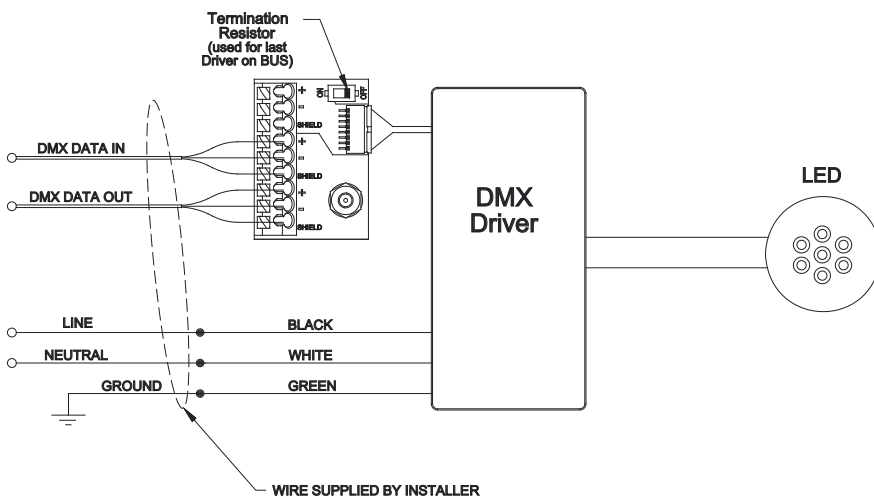 Termination
Resistor
(used for last
Driver on BUS)
ON
OFF
+
-
SHIELD
+
-
SHIELD
+
-
SHIELD
DMX DATA IN
DMX DATA OUT
DMX
Driver
LED
LINE
BLACK
NEUTRAL
WHITE
GROUND
GREEN
WIRE SUPPLIED BY INSTALLER